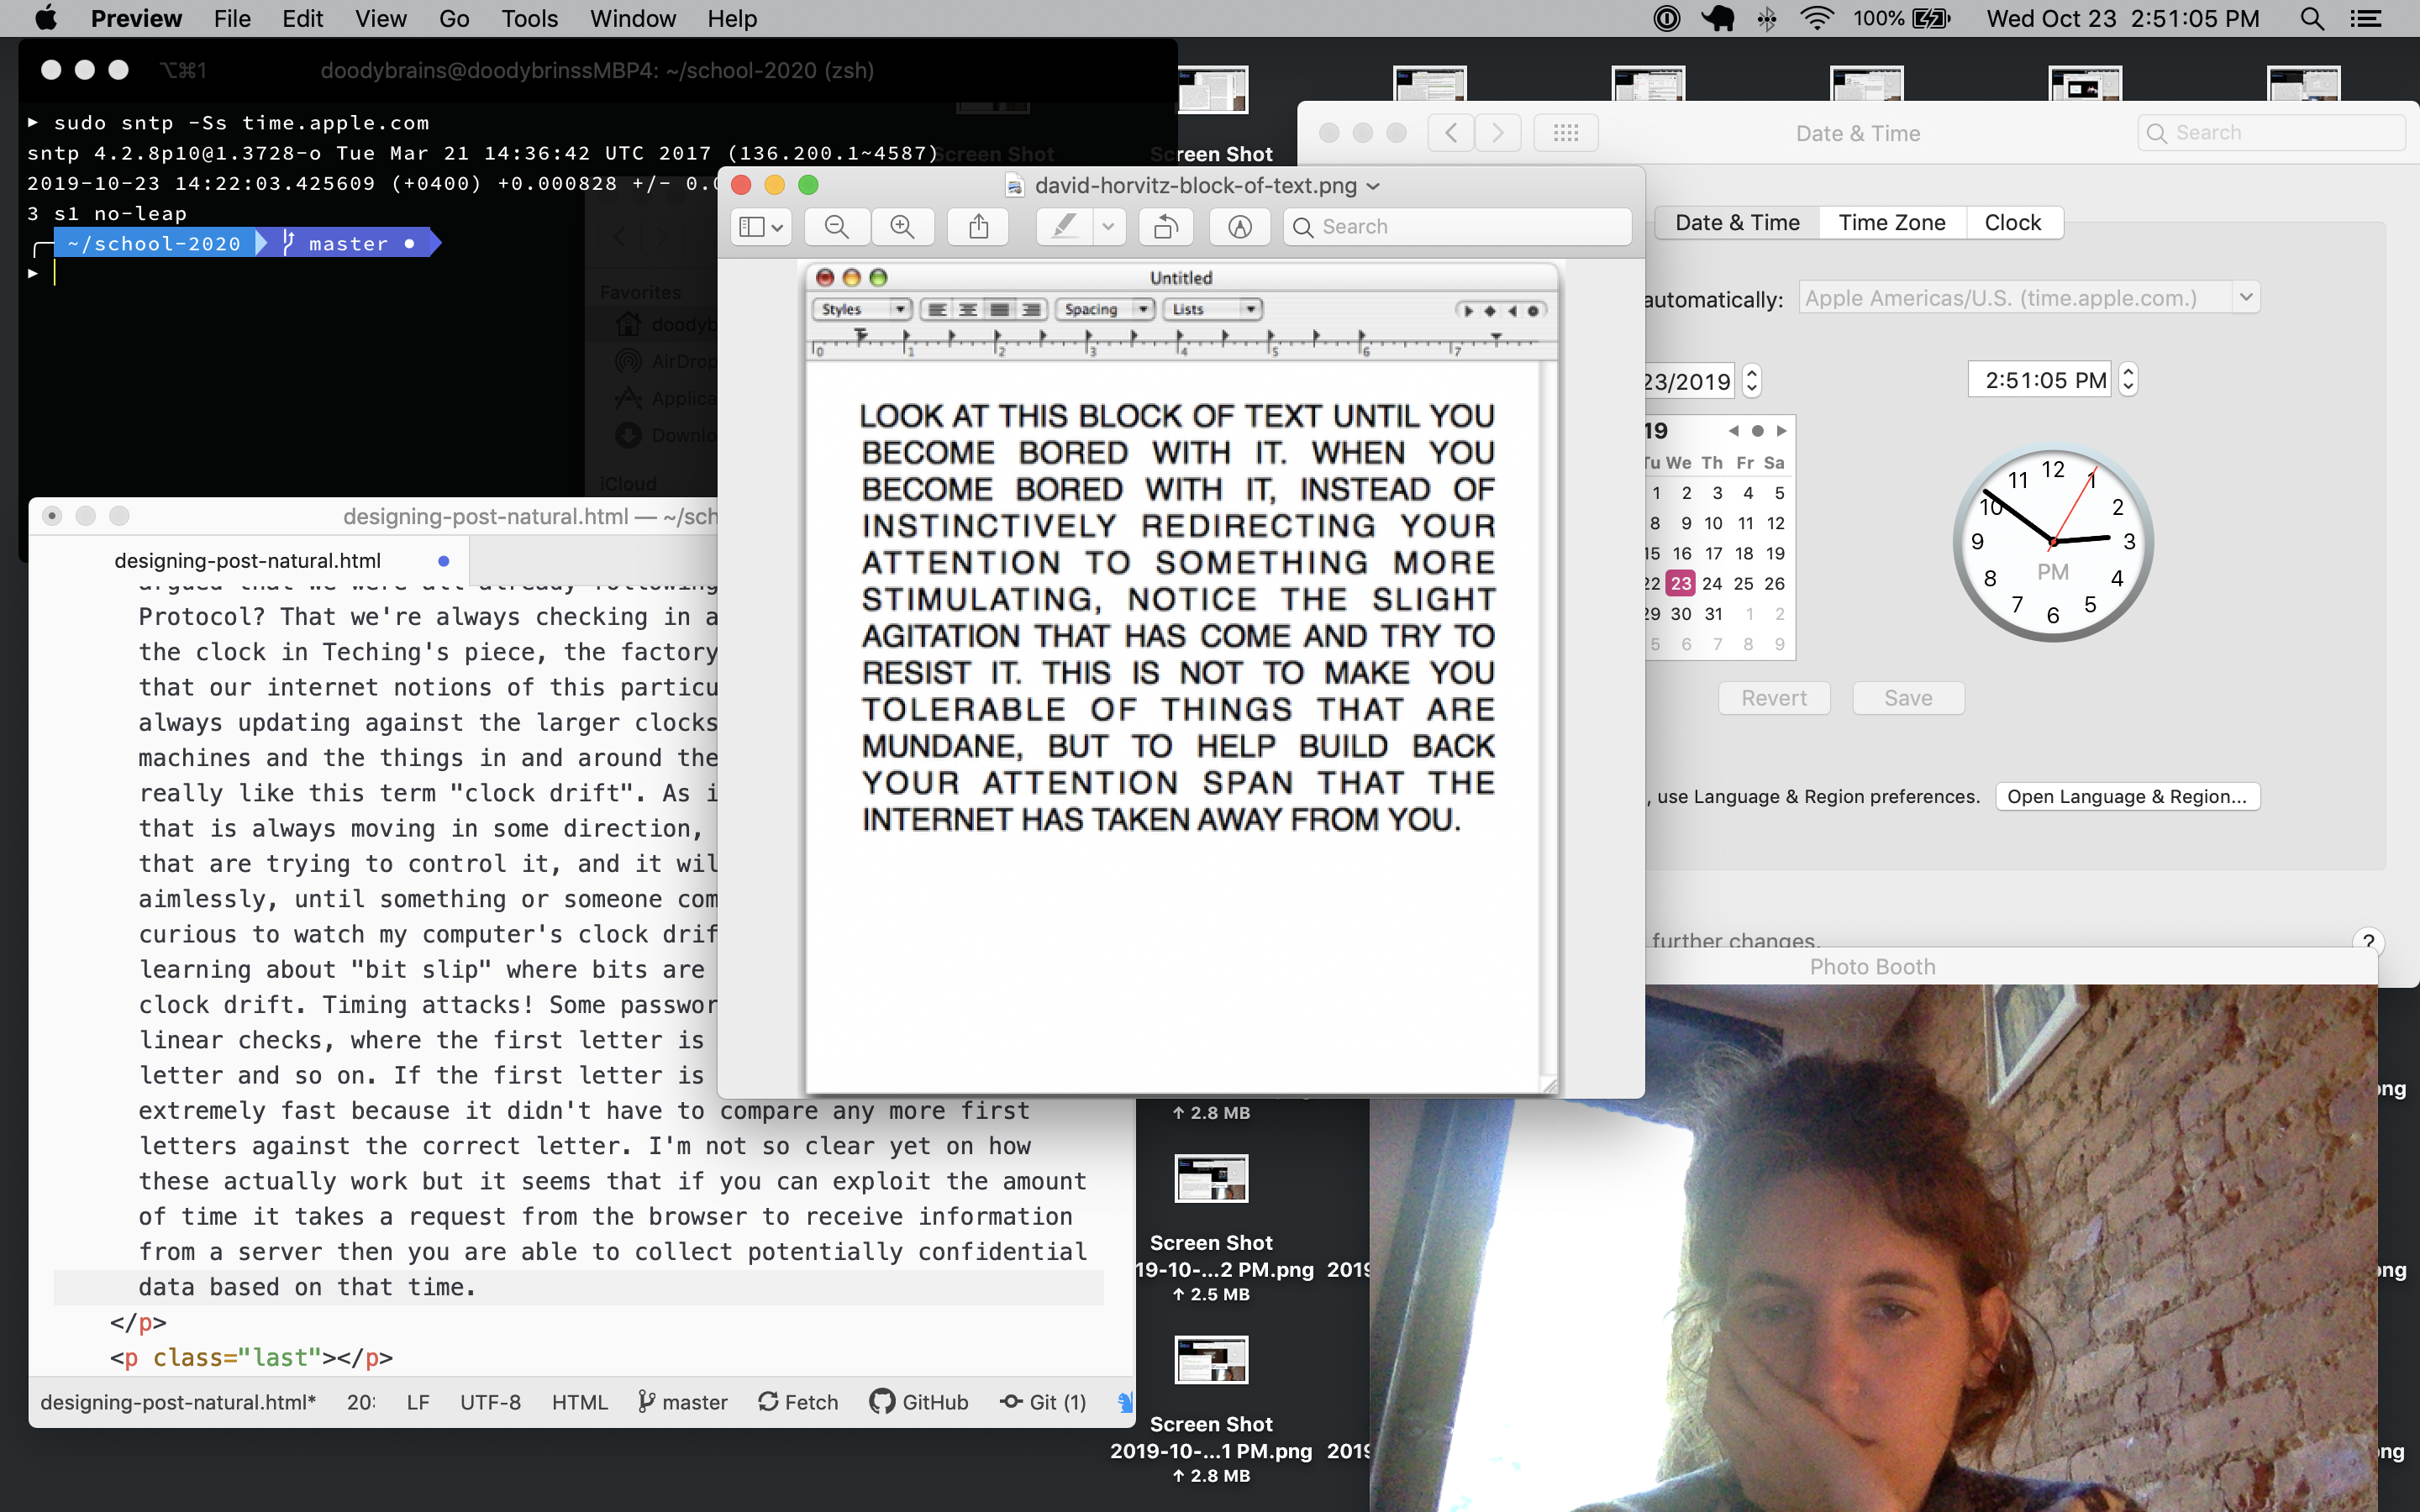 Preview File Edit View Go Tools Window Help 100% Wed Oct 23 2:51:05 PM
⌥⌘1 doodybrains@doodybrinssMBP4: ~/school-2020 (zsh)
▸ sudo sntp -Ss time.apple.com
sntp 4.2.8p10@1.3728-o Tue Mar 21 14:36:42 UTC 2017 (136.200.1~4587)
2019-10-23 14:22:03.425609 (+0400) +0.000828 +/- 0.0
3 s1 no-leap
~/school-2020 master ●
▸
Favorites
doodyb
AirDrop
Applica
Downlo
iCloud
Screen Shot
Screen Shot
designing-post-natural.html — ~/sch
designing-post-natural.html
argued that we were all already following
Protocol? That we're always checking in a
the clock in Teching's piece, the factory
that our internet notions of this particu
always updating against the larger clocks
machines and the things in and around the
really like this term "clock drift". As i
that is always moving in some direction,
that are trying to control it, and it wil
aimlessly, until something or someone com
curious to watch my computer's clock drif
learning about "bit slip" where bits are
clock drift. Timing attacks! Some passwor
linear checks, where the first letter is
letter and so on. If the first letter is
extremely fast because it didn't have to compare any more first
letters against the correct letter. I'm not so clear yet on how
these actually work but it seems that if you can exploit the amount
of time it takes a request from the browser to receive information
from a server then you are able to collect potentially confidential
data based on that time.
</p>
<p class="last"></p>
designing-post-natural.html* 20: LF UTF-8 HTML master Fetch GitHub Git (1)
david-horvitz-block-of-text.png
Search
Untitled
Styles Spacing Lists
0 1 2 3 4 5 6 7
LOOK AT THIS BLOCK OF TEXT UNTIL YOU
BECOME BORED WITH IT. WHEN YOU
BECOME BORED WITH IT, INSTEAD OF
INSTINCTIVELY REDIRECTING YOUR
ATTENTION TO SOMETHING MORE
STIMULATING, NOTICE THE SLIGHT
AGITATION THAT HAS COME AND TRY TO
RESIST IT. THIS IS NOT TO MAKE YOU
TOLERABLE OF THINGS THAT ARE
MUNDANE, BUT TO HELP BUILD BACK
YOUR ATTENTION SPAN THAT THE
INTERNET HAS TAKEN AWAY FROM YOU.
Date & Time
Search
Date & Time Time Zone Clock
automatically: Apple Americas/U.S. (time.apple.com.)
23/2019 2:51:05 PM
19
Tu We Th Fr Sa
1 2 3 4 5
8 9 10 11 12
15 16 17 18 19
22 23 24 25 26
29 30 31 1 2
5 6 7 8 9
12 1 2 3 4 5 6 7 8 9 10 11
PM
Revert Save
, use Language & Region preferences. Open Language & Region...
further changes. ?
Photo Booth
↑ 2.8 MB
Screen Shot
19-10-...2 PM.png 2019
↑ 2.5 MB
Screen Shot
2019-10-...1 PM.png 2019
↑ 2.8 MB
png
png
png